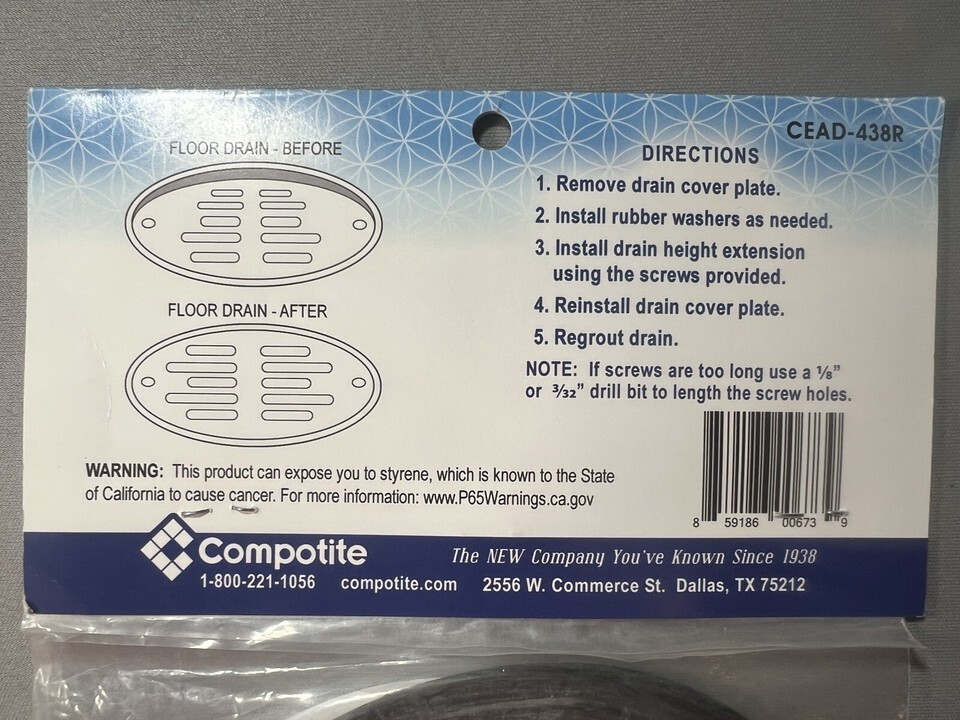 CEAD-438R
FLOOR DRAIN - BEFORE
FLOOR DRAIN - AFTER
DIRECTIONS
1. Remove drain cover plate.
2. Install rubber washers as needed.
3. Install drain height extension
using the screws provided.
4. Reinstall drain cover plate.
5. Regrout drain.
NOTE: If screws are too long use a ⅛”
or 3⁄32” drill bit to length the screw holes.
WARNING: This product can expose you to styrene, which is known to the State
of California to cause cancer. For more information: www.P65Warnings.ca.gov
8 59186 00673 9
Compotite
The NEW Company You've Known Since 1938
1-800-221-1056 compotite.com 2556 W. Commerce St. Dallas, TX 75212